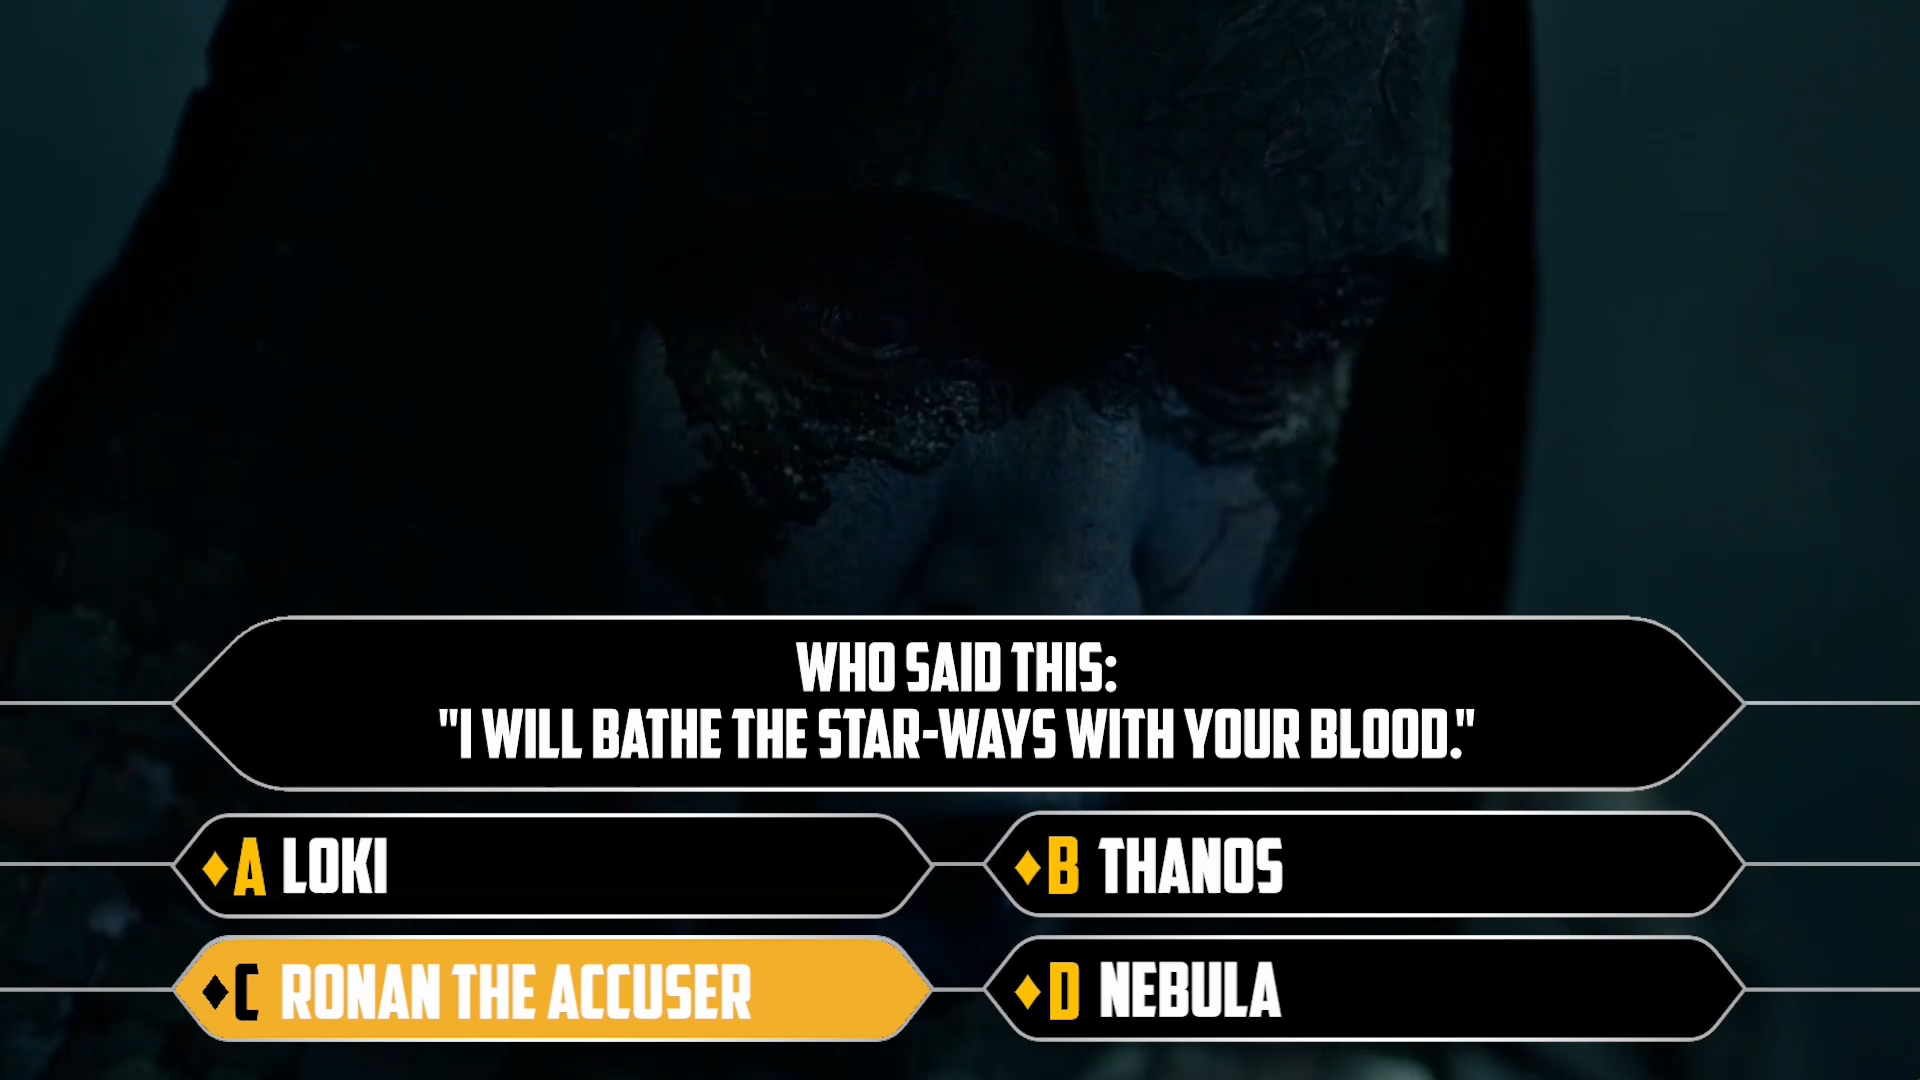 WHO SAID THIS:
"I WILL BATHE THE STAR-WAYS WITH YOUR BLOOD."
A LOKI
B THANOS
C RONAN THE ACCUSER
D NEBULA